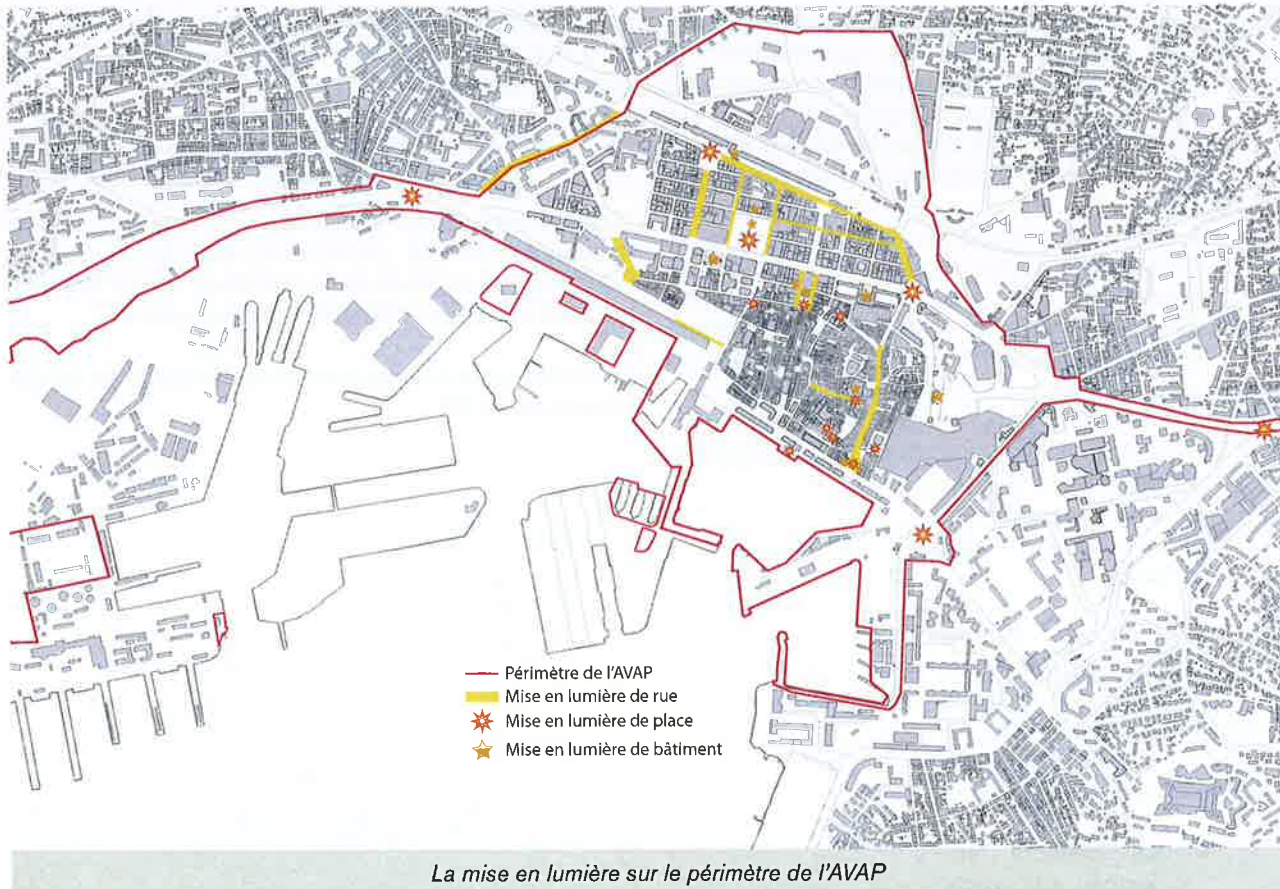 Périmètre de l'AVAP
Mise en lumière de rue
Mise en lumière de place
Mise en lumière de bâtiment
La mise en lumière sur le périmètre de l'AVAP